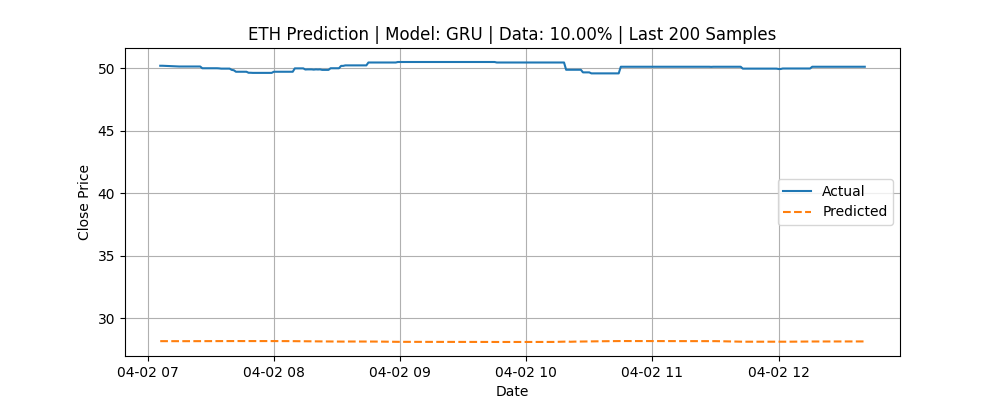 ETH Prediction | Model: GRU | Data: 10.00% | Last 200 Samples
50
45
40
35
30
Close Price
Actual
Predicted
04-02 07
04-02 08
04-02 09
04-02 10
04-02 11
04-02 12
Date